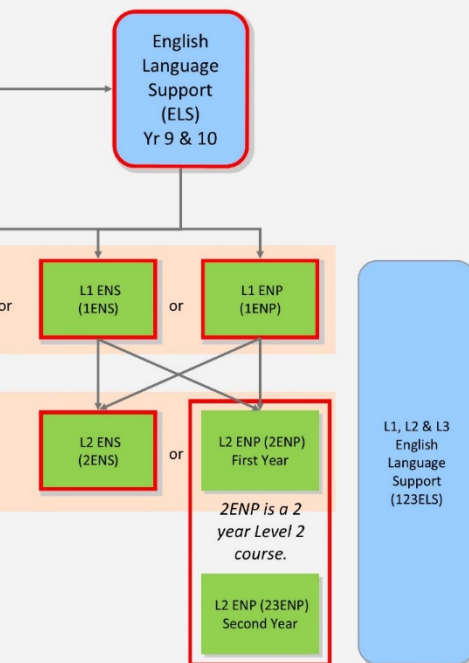 English
Language
Support
(ELS)
Yr 9 & 10
or
L1 ENS
(1ENS)
or
L1 ENP
(1ENP)
L2 ENS
(2ENS)
or
L2 ENP (2ENP)
First Year
2ENP is a 2
year Level 2
course.
L2 ENP (23ENP)
Second Year
L1, L2 & L3
English
Language
Support
(123ELS)